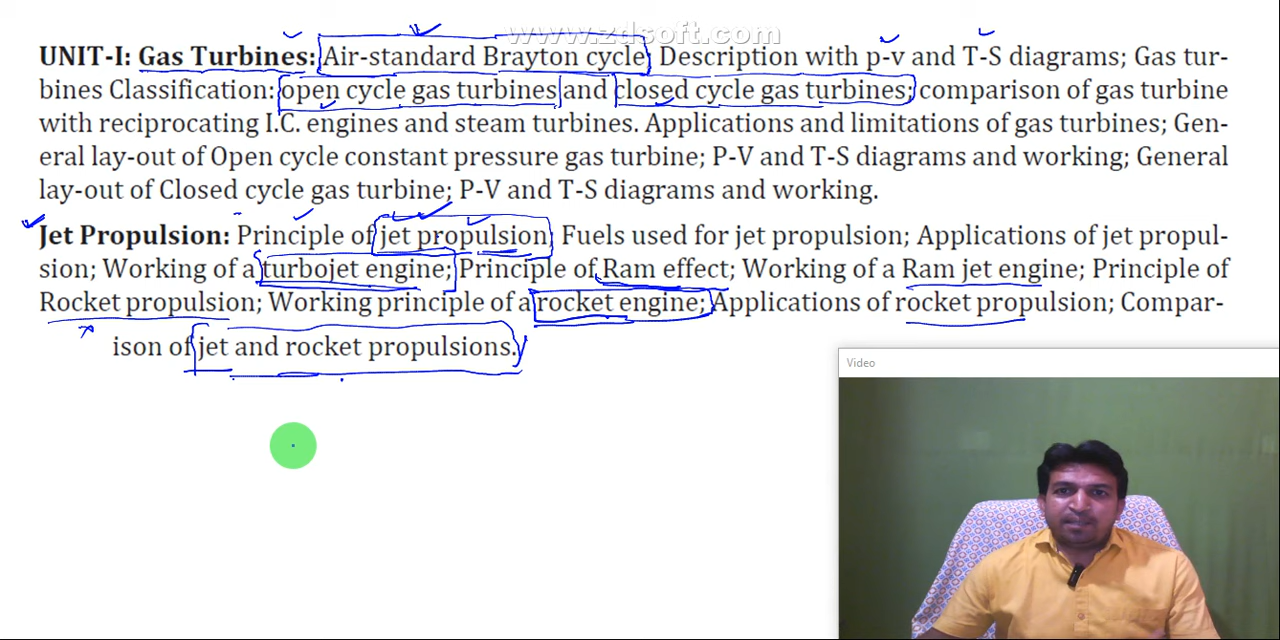 www.zdsoft.com
UNIT-I: Gas Turbines: Air-standard Brayton cycle; Description with p-v and T-S diagrams; Gas tur-
bines Classification: open cycle gas turbines and closed cycle gas turbines; comparison of gas turbine
with reciprocating I.C. engines and steam turbines. Applications and limitations of gas turbines; Gen-
eral lay-out of Open cycle constant pressure gas turbine; P-V and T-S diagrams and working; General
lay-out of Closed cycle gas turbine; P-V and T-S diagrams and working.
Jet Propulsion: Principle of jet propulsion; Fuels used for jet propulsion; Applications of jet propul-
sion; Working of a turbojet engine; Principle of Ram effect; Working of a Ram jet engine; Principle of
Rocket propulsion; Working principle of a rocket engine; Applications of rocket propulsion; Compar-
ison of jet and rocket propulsions.
Video